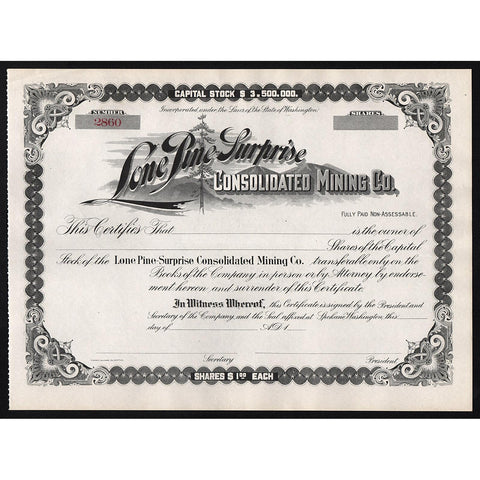 CAPITAL STOCK $ 3,500,000.
Incorporated under the Laws of the State of Washington.
NUMBER
2860
SHARES
Lone Pine-Surprise
CONSOLIDATED MINING CO.
FULLY PAID NON-ASSESSABLE.
This Certifies That is the owner of
Shares of the Capital
Stock of the Lone Pine-Surprise Consolidated Mining Co. transferable only on the
Books of the Company in person or by Attorney by endorse-
ment hereon and surrender of this Certificate.
In Witness Whereof, this Certificate is signed by the President and
Secretary of the Company and the Seal affixed at Spokane Washington, this
day of A.D.1
Secretary President
SHARES $1.00 EACH